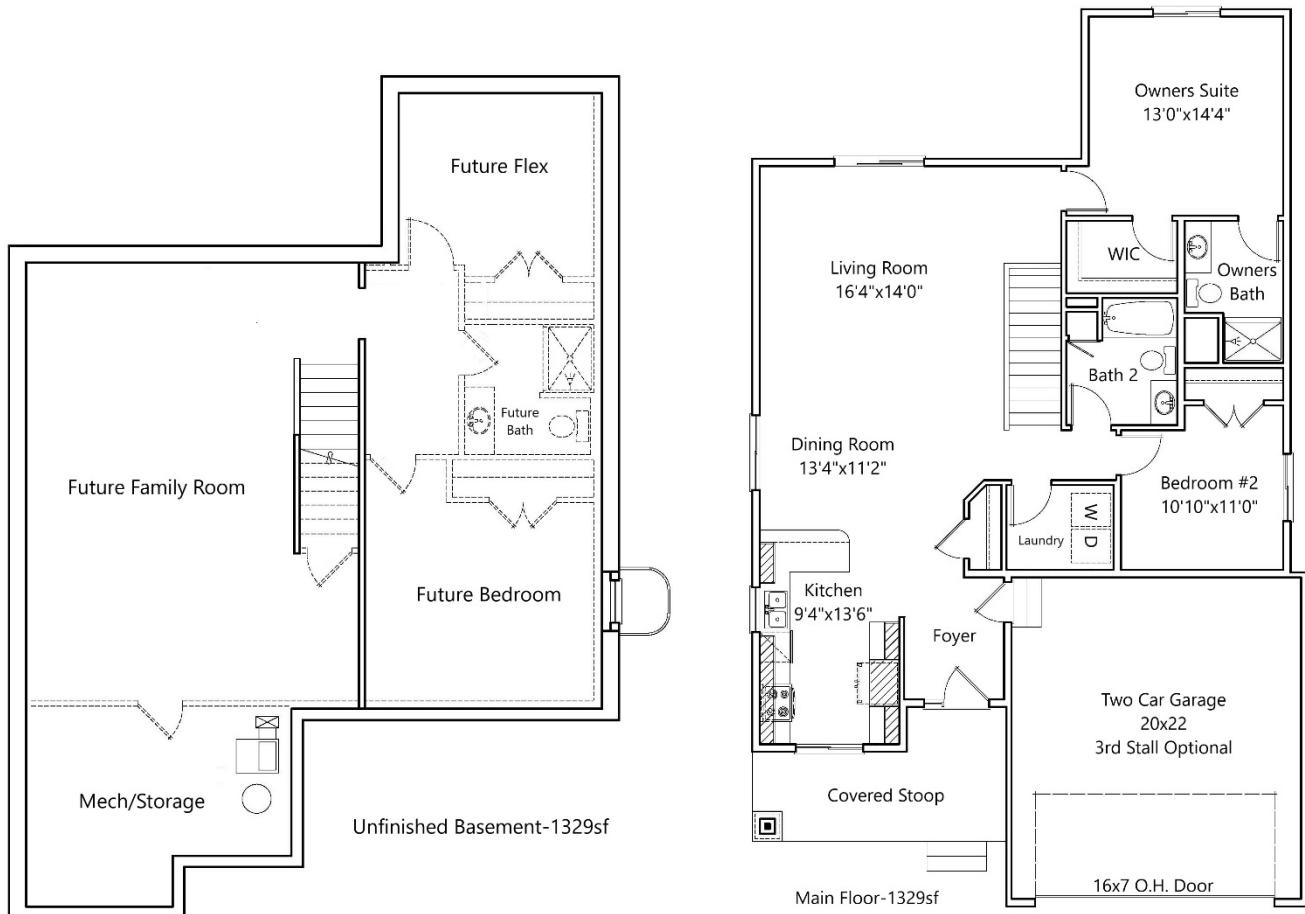 Future Flex
Future Family Room
Future
Bath
Future Bedroom
Mech/Storage
Unfinished Basement-1329sf
Owners Suite
13'0"x14'4"
Living Room
16'4"x14'0"
WIC
Owners
Bath
Bath 2
Dining Room
13'4"x11'2"
Bedroom #2
10'10"x11'0"
Laundry
W
D
Kitchen
9'4"x13'6"
Foyer
Two Car Garage
20x22
3rd Stall Optional
Covered Stoop
16x7 O.H. Door
Main Floor-1329sf